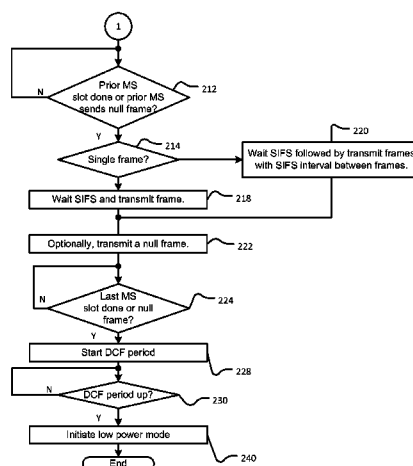 1
Prior MS
slot done or prior MS
sends null frame?
212
N
Y
214
Single frame?
220
Wait SIFS followed by transmit frames
with SIFS interval between frames.
Wait SIFS and transmit frame.
218
Optionally, transmit a null frame.
222
Last MS
slot done or null
frame?
224
N
Y
Start DCF period
228
DCF period up?
230
N
Y
Initiate low power mode
240
End